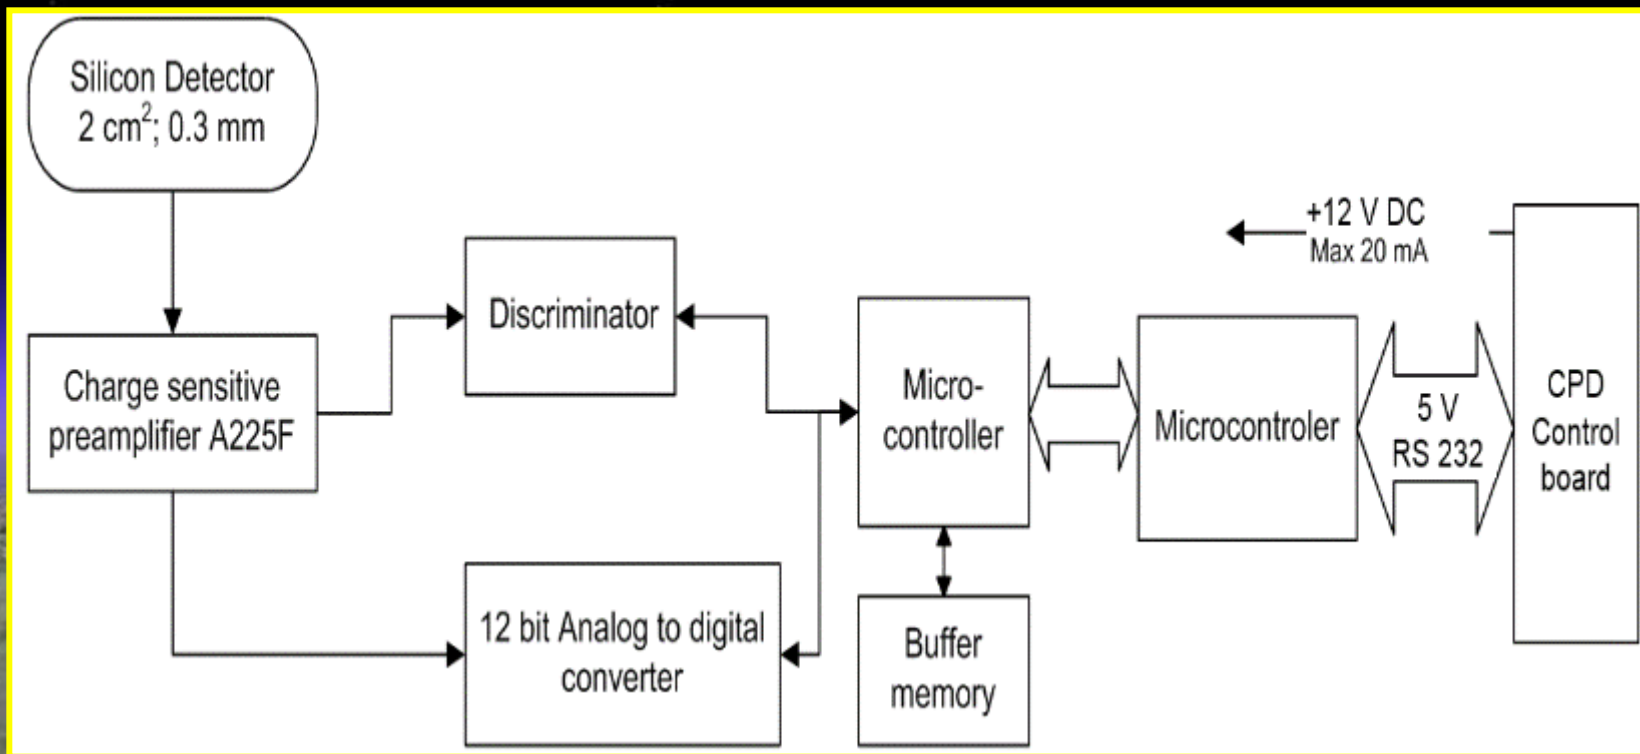 Silicon Detector
2 cm²; 0.3 mm
Charge sensitive
preamplifier A225F
Discriminator
12 bit Analog to digital
converter
Micro-
controller
Buffer
memory
Microcontroler
+12 V DC
Max 20 mA
5 V
RS 232
CPD
Control
board